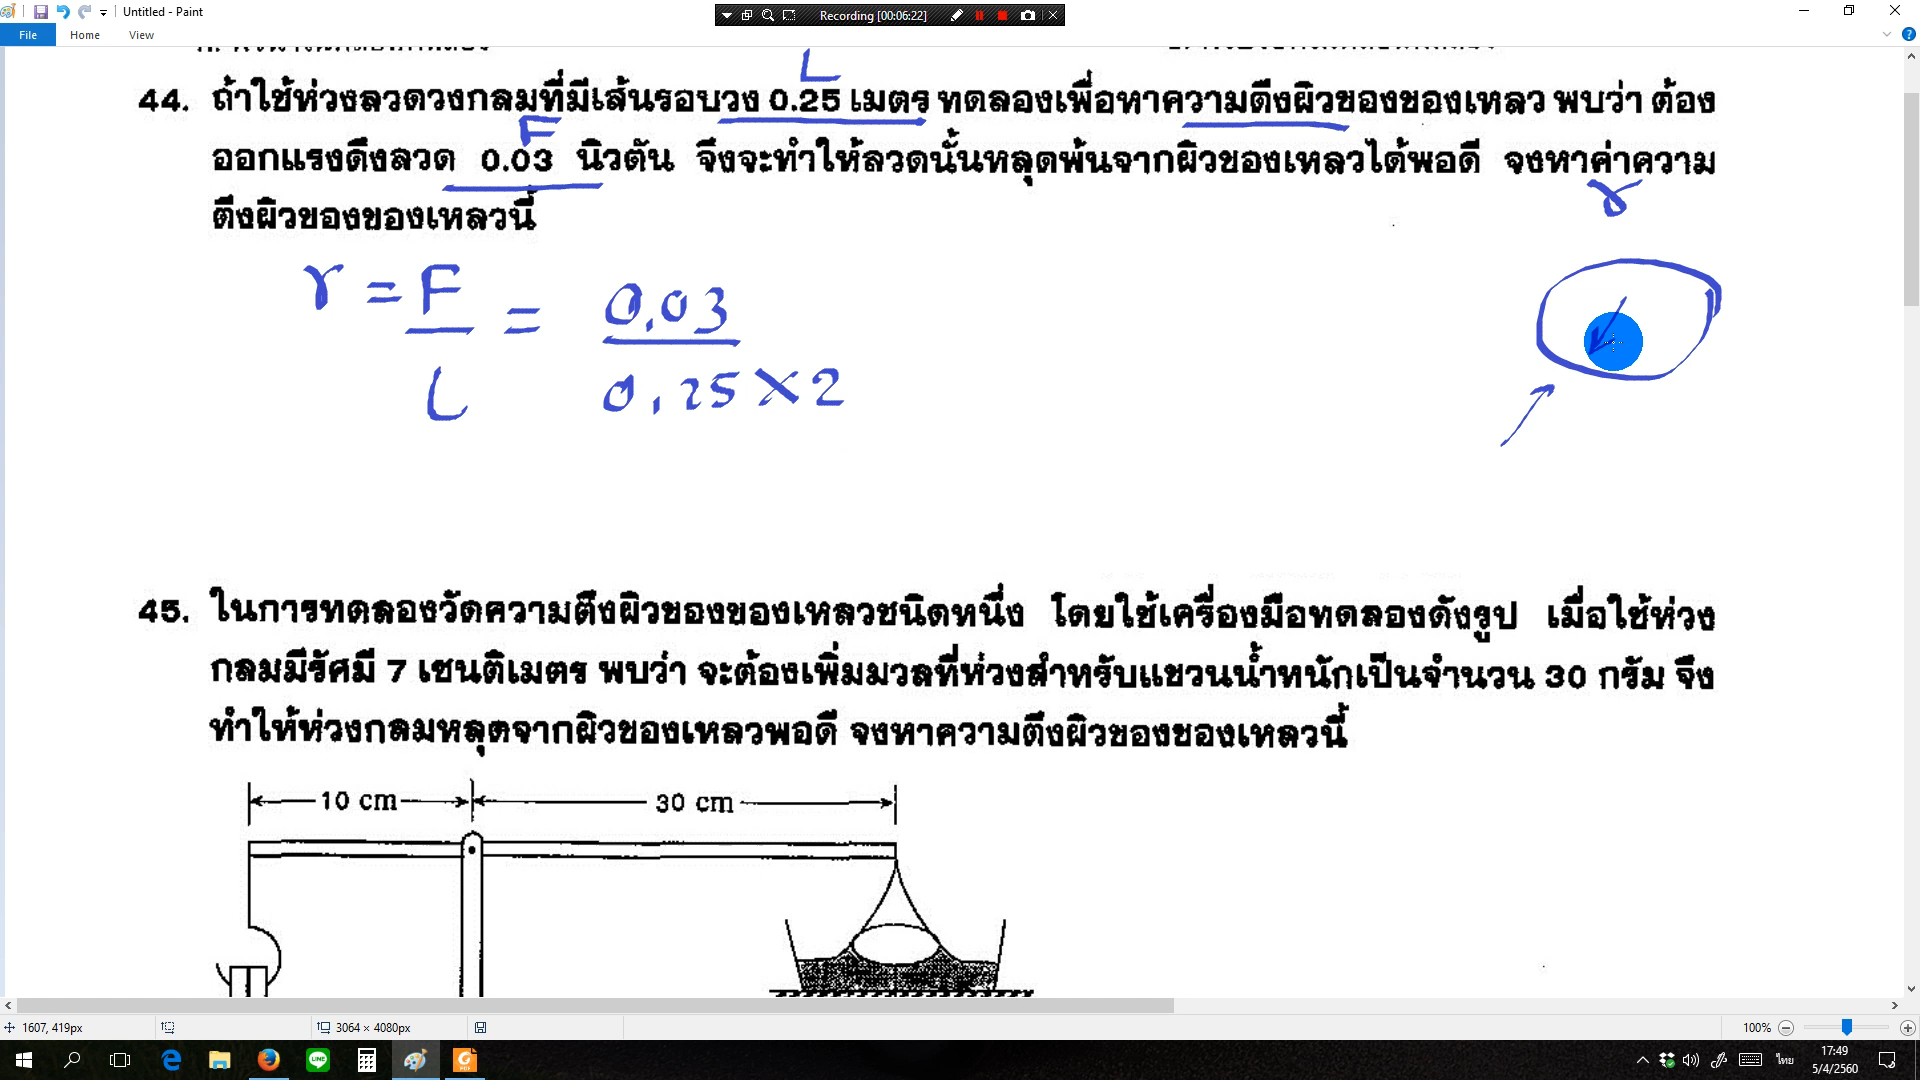 Untitled - Paint
Recording [00:06:22]
File Home View
L
44. ถ้าใช้ห่วงลวดวงกลมที่มีเส้นรอบวง 0.25 เมตร ทดลองเพื่อหาความตึงผิวของของเหลว พบว่า ต้อง
F
ออกแรงดึงลวด 0.03 นิวตัน จึงจะทำให้ลวดนั้นหลุดพ้นจากผิวของเหลวได้พอดี จงหาค่าความ
γ
ตึงผิวของของเหลวนี้
γ = F = 0.03
L 0.25 × 2
45. ในการทดลองวัดความตึงผิวของของเหลวชนิดหนึ่ง โดยใช้เครื่องมือทดลองดังรูป เมื่อใช้ห่วง
กลมมีรัศมี 7 เซนติเมตร พบว่า จะต้องเพิ่มมวลที่ห่วงสำหรับแขวนน้ำหนักเป็นจำนวน 30 กรัม จึง
ทำให้ห่วงกลมหลุดจากผิวของเหลวพอดี จงหาความตึงผิวของของเหลวนี้
10 cm 30 cm
1607, 419px 3064 × 4080px 100%
LINE
PDF
ไทย 17:49
5/4/2560